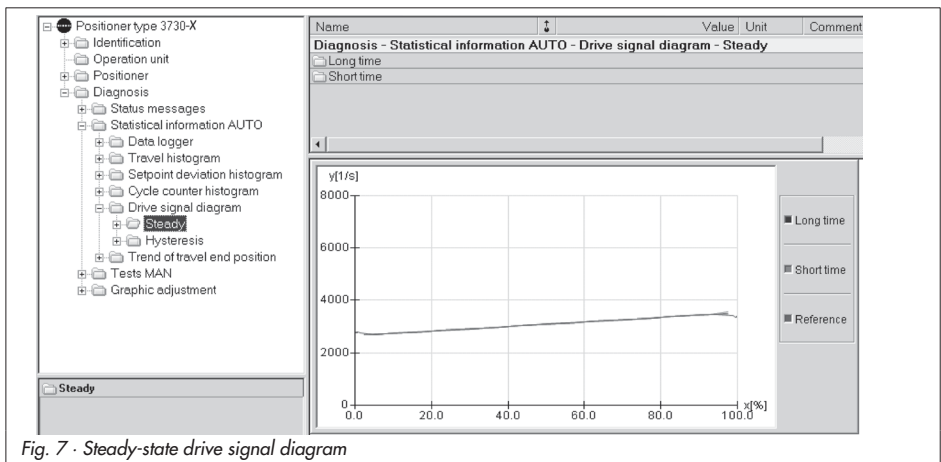 Positioner type 3730-X
Identification
Operation unit
Positioner
Diagnosis
Status messages
Statistical information AUTO
Data logger
Travel histogram
Setpoint deviation histogram
Cycle counter histogram
Drive signal diagram
Steady
Hysteresis
Trend of travel end position
Tests MAN
Graphic adjustment
Steady
Name Value Unit Comment
Diagnosis - Statistical information AUTO - Drive signal diagram - Steady
Long time
Short time
y[1/s]
8000
6000
4000
2000
0
0.0 20.0 40.0 60.0 80.0 100.0 x[%]
Long time
Short time
Reference
Fig. 7 · Steady-state drive signal diagram